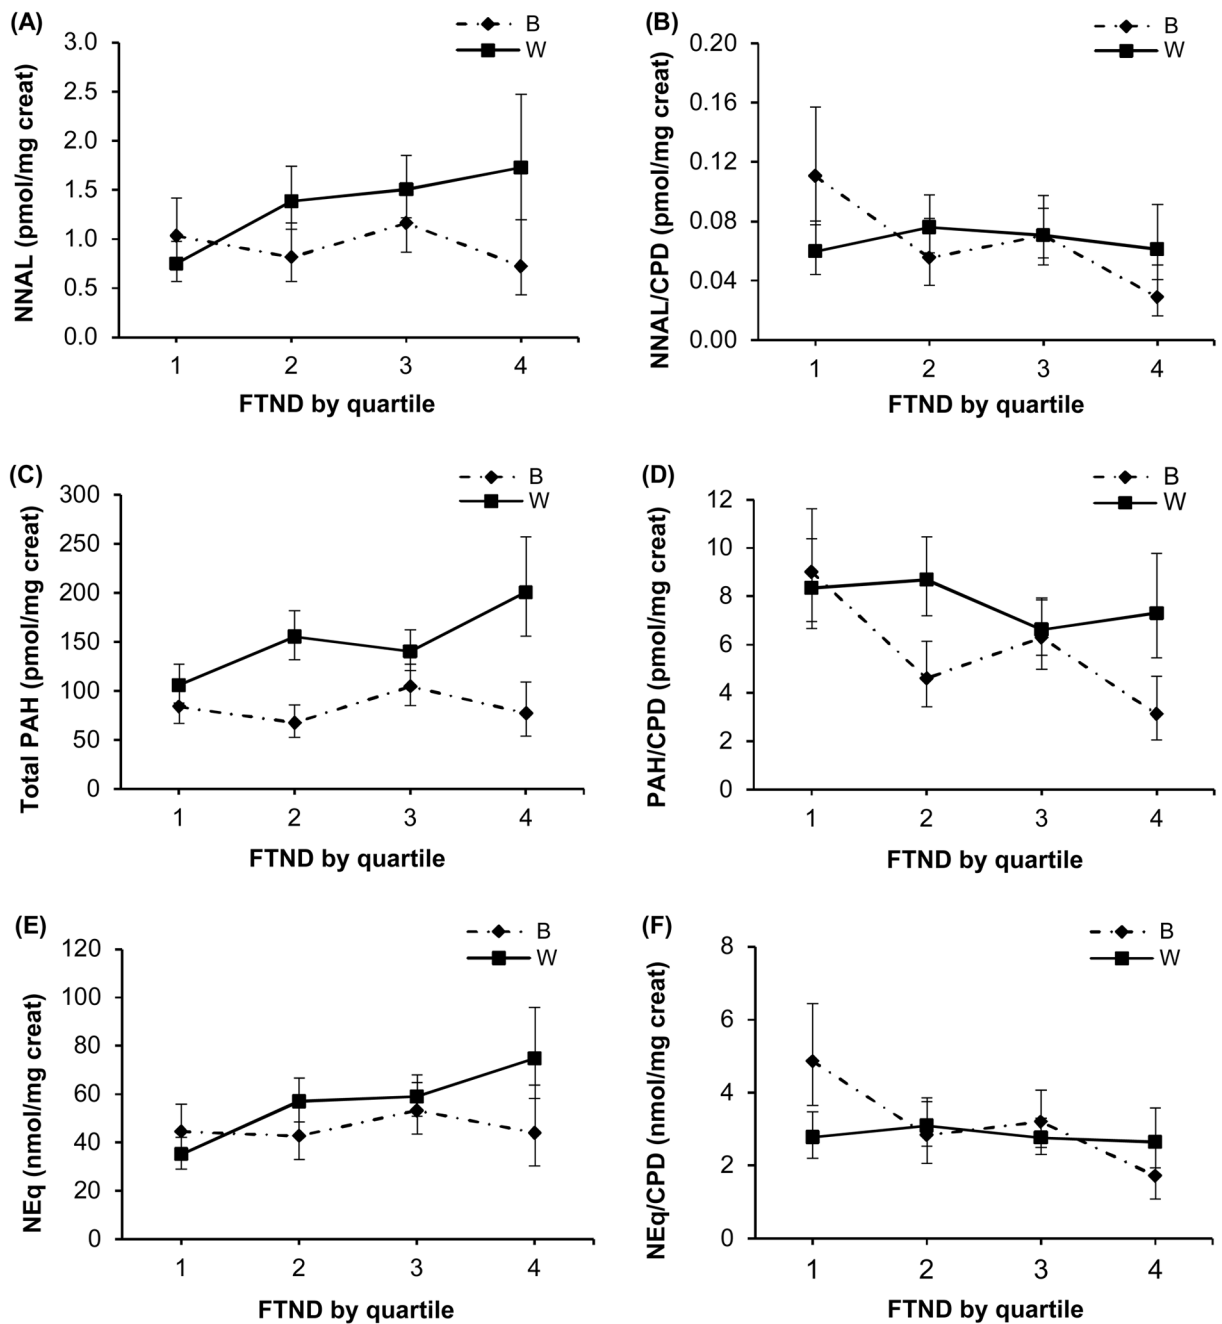 (A)
B
W
NNAL (pmol/mg creat)
3.0
2.5
2.0
1.5
1.0
0.5
0.0
1 2 3 4
FTND by quartile
(B)
B
W
NNAL/CPD (pmol/mg creat)
0.20
0.16
0.12
0.08
0.04
0.00
1 2 3 4
FTND by quartile
(C)
B
W
Total PAH (pmol/mg creat)
300
250
200
150
100
50
0
1 2 3 4
FTND by quartile
(D)
B
W
PAH/CPD (pmol/mg creat)
12
10
8
6
4
2
0
1 2 3 4
FTND by quartile
(E)
B
W
NEq (nmol/mg creat)
120
100
80
60
40
20
0
1 2 3 4
FTND by quartile
(F)
B
W
NEq/CPD (nmol/mg creat)
8
6
4
2
0
1 2 3 4
FTND by quartile